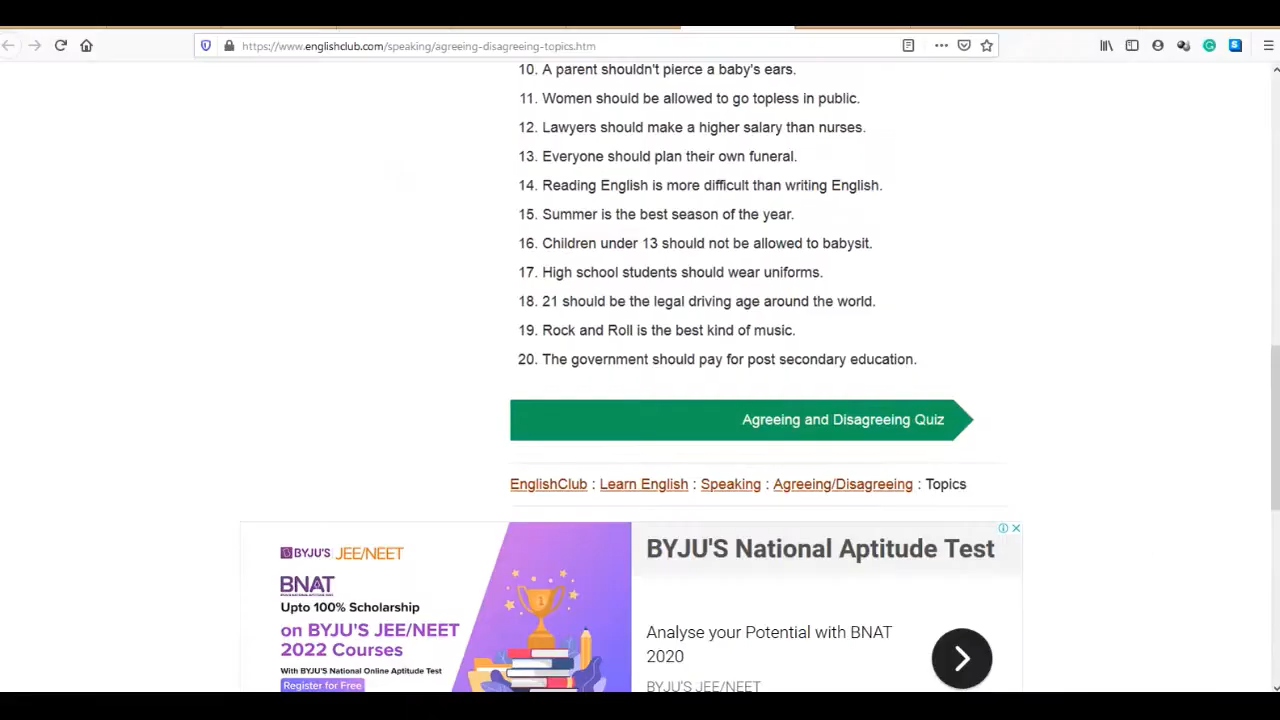 https://www.englishclub.com/speaking/agreeing-disagreeing-topics.htm
10. A parent shouldn't pierce a baby's ears.
11. Women should be allowed to go topless in public.
12. Lawyers should make a higher salary than nurses.
13. Everyone should plan their own funeral.
14. Reading English is more difficult than writing English.
15. Summer is the best season of the year.
16. Children under 13 should not be allowed to babysit.
17. High school students should wear uniforms.
18. 21 should be the legal driving age around the world.
19. Rock and Roll is the best kind of music.
20. The government should pay for post secondary education.
Agreeing and Disagreeing Quiz
EnglishClub : Learn English : Speaking : Agreeing/Disagreeing : Topics
BYJU'S JEE/NEET
BNAT
Upto 100% Scholarship
on BYJU'S JEE/NEET
2022 Courses
With BYJU'S National Online Aptitude Test
Register for Free
1
BYJU'S National Aptitude Test
Analyse your Potential with BNAT
2020
BYJU'S JEE/NEET